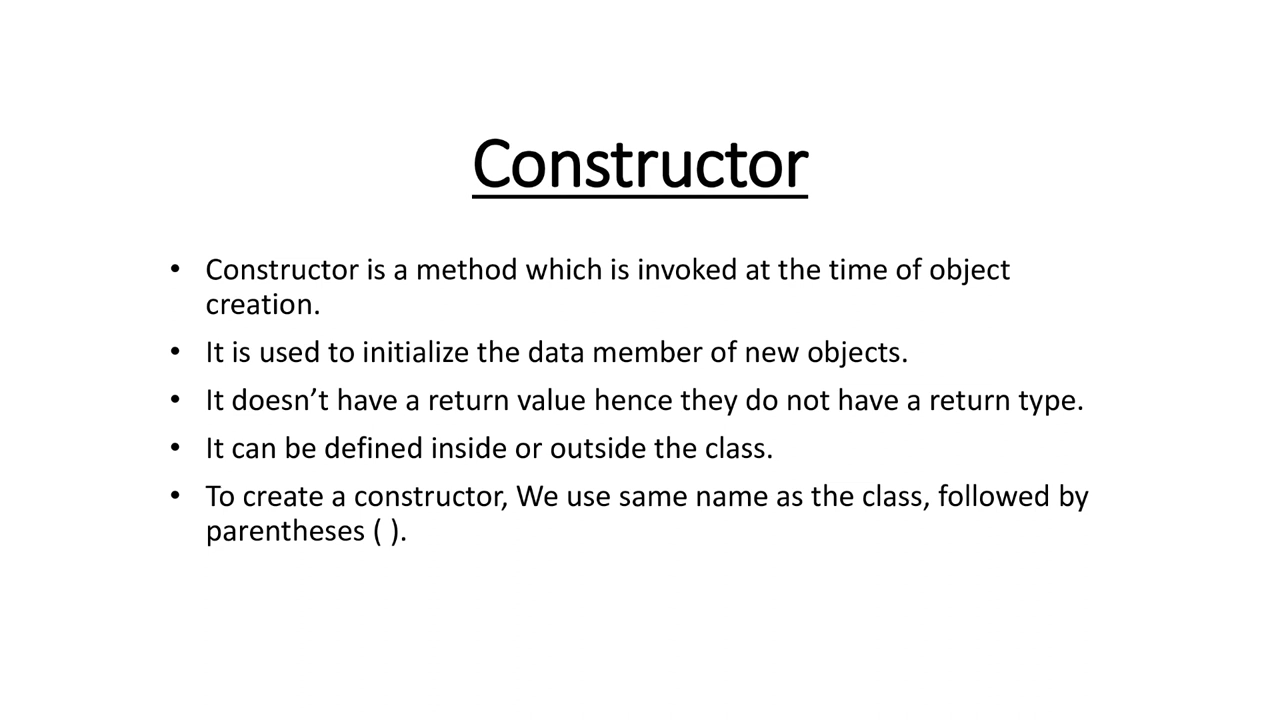 Constructor
• Constructor is a method which is invoked at the time of object
creation.
• It is used to initialize the data member of new objects.
• It doesn’t have a return value hence they do not have a return type.
• It can be defined inside or outside the class.
• To create a constructor, We use same name as the class, followed by
parentheses ( ).